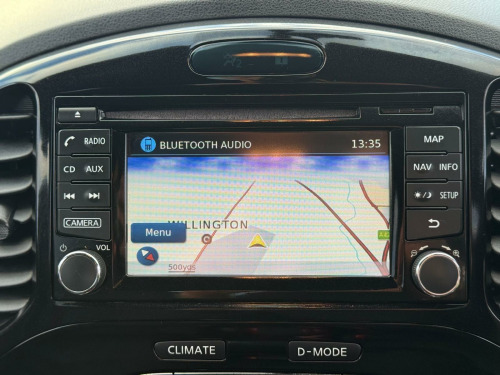 RADIO
CD AUX
CAMERA
VOL
BLUETOOTH AUDIO 13:35
WILLINGTON
Menu
500yds
MAP
NAV INFO
SETUP
CLIMATE
D-MODE